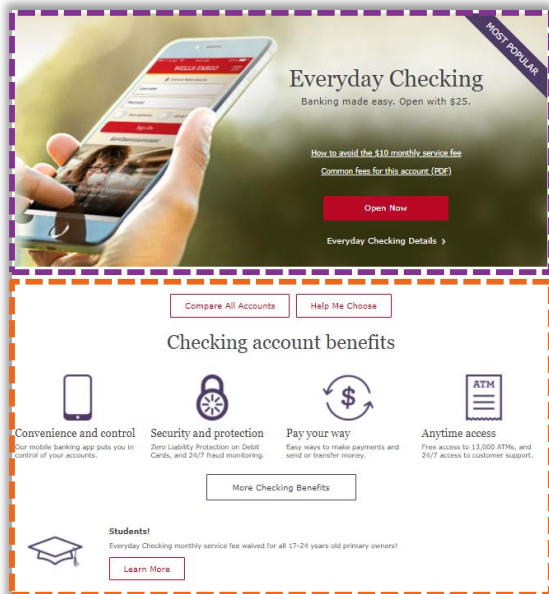 MOST POPULAR
WELLS FARGO
Username
Password
Sign On
Everyday Checking
Banking made easy. Open with $25.
How to avoid the $10 monthly service fee
Common fees for this account (PDF)
Open Now
Everyday Checking Details ›
Compare All Accounts
Help Me Choose
Checking account benefits
Convenience and control
Our mobile banking app puts you in
control of your accounts.
Security and protection
Zero Liability Protection on Debit
Cards, and 24/7 fraud monitoring.
Pay your way
Easy ways to make payments and
send or transfer money.
ATM
Anytime access
Free access to 13,000 ATMs, and
24/7 access to customer support.
More Checking Benefits
Students!
Everyday Checking monthly service fee waived for all 17-24 years old primary owners!
Learn More